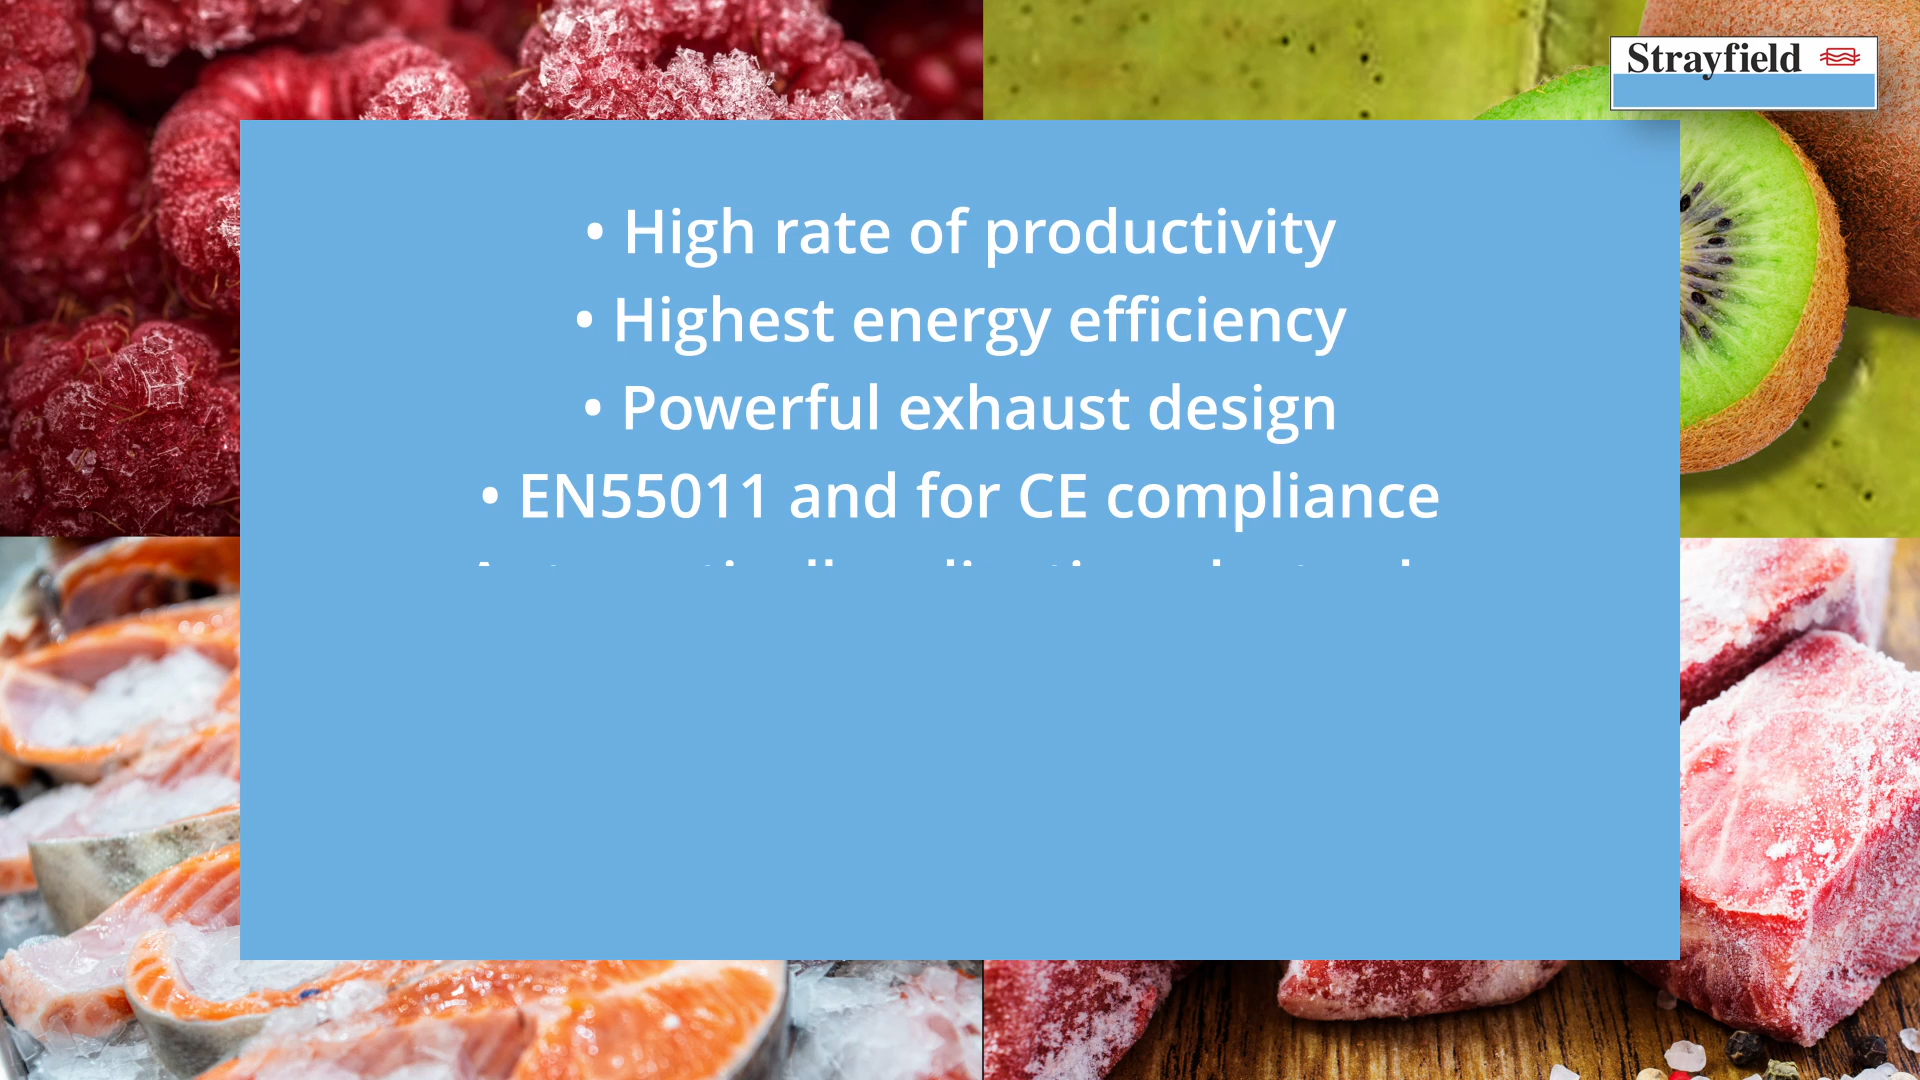 Strayfield
• High rate of productivity
• Highest energy efficiency
• Powerful exhaust design
• EN55011 and for CE compliance